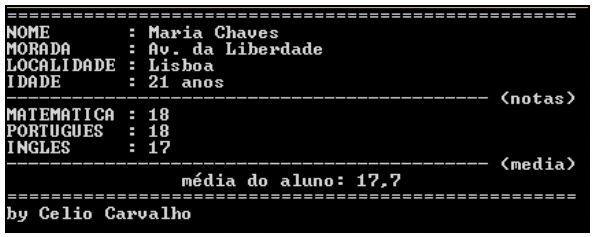 ============================================================
NOME       : Maria Chaves
MORADA     : Av. da Liberdade
LOCALIDADE : Lisboa
IDADE      : 21 anos
--------------------------------------------------- (notas)
MATEMATICA : 18
PORTUGUES  : 18
INGLES     : 17
--------------------------------------------------- (media)
média do aluno: 17,7
============================================================
by Celio Carvalho